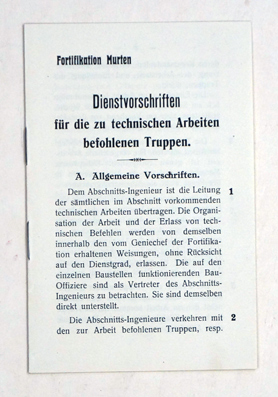 Fortifikation Murten
Dienstvorschriften
für die zu technischen Arbeiten
befohlenen Truppen.
A. Allgemeine Vorschriften.
Dem Abschnitts-Ingenieur ist die Leitung 1
der sämtlichen im Abschnitt vorkommenden
technischen Arbeiten übertragen. Die Organi-
sation der Arbeit und der Erlass von tech-
nischen Befehlen werden von demselben
innerhalb den vom Geniechef der Fortifika-
tion erhaltenen Weisungen, ohne Rücksicht
auf den Dienstgrad, erlassen. Die auf den
einzelnen Baustellen funktionierenden Bau-
Offiziere sind als Vertreter des Abschnitts-
Ingenieurs zu betrachten. Sie sind demselben
direkt unterstellt.
Die Abschnitts-Ingenieure verkehren mit 2
den zur Arbeit befohlenen Truppen, resp.